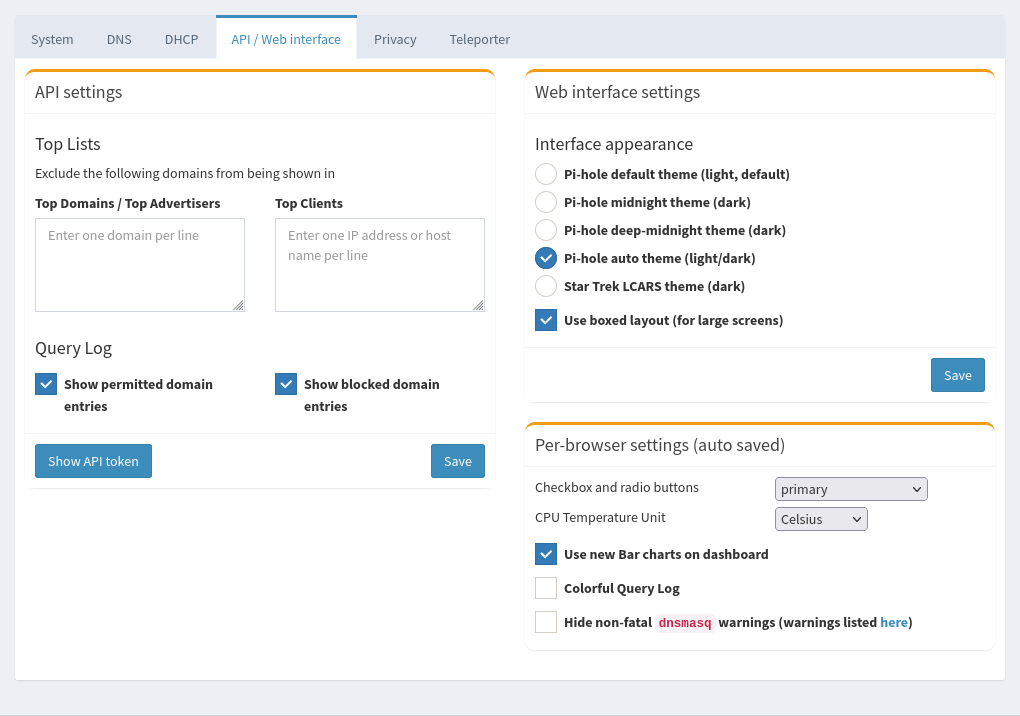 System
DNS
DHCP
API / Web interface
Privacy
Teleporter
API settings
Top Lists
Exclude the following domains from being shown in
Top Domains / Top Advertisers
Enter one domain per line
Top Clients
Enter one IP address or host
name per line
Query Log
Show permitted domain
entries
Show blocked domain
entries
Show API token
Save
Web interface settings
Interface appearance
Pi-hole default theme (light, default)
Pi-hole midnight theme (dark)
Pi-hole deep-midnight theme (dark)
Pi-hole auto theme (light/dark)
Star Trek LCARS theme (dark)
Use boxed layout (for large screens)
Save
Per-browser settings (auto saved)
Checkbox and radio buttons
primary
CPU Temperature Unit
Celsius
Use new Bar charts on dashboard
Colorful Query Log
Hide non-fatal dnsmasq warnings (warnings listed here)